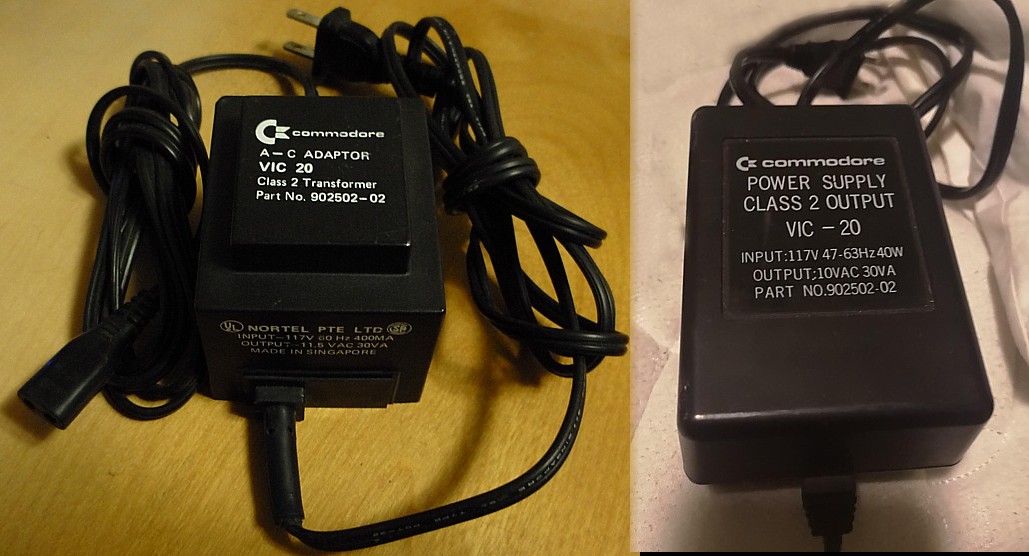 commodore
A-C ADAPTOR
VIC 20
Class 2 Transformer
Part No. 902502-02
UL NORTEL PTE LTD SA
INPUT-117V 60 Hz 400MA
OUTPUT-11.5 VAC 30VA
MADE IN SINGAPORE
commodore
POWER SUPPLY
CLASS 2 OUTPUT
VIC - 20
INPUT:117V 47-63Hz 40W
OUTPUT:10VAC 30VA
PART NO.902502-02